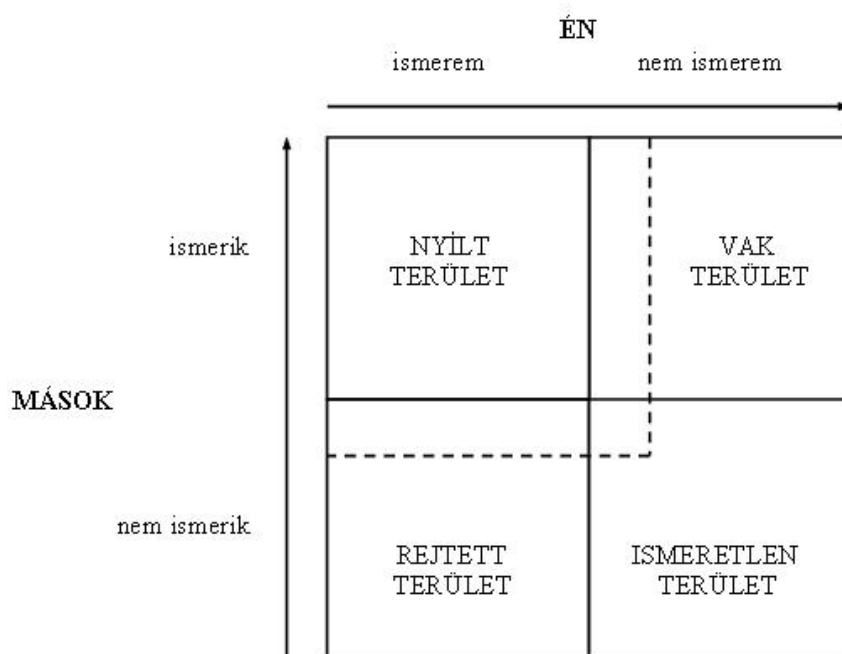 ÉN
ismerem nem ismerem
ismerik
NYÍLT
TERÜLET
VAK
TERÜLET
MÁSOK
nem ismerik
REJTETT
TERÜLET
ISMERETLEN
TERÜLET